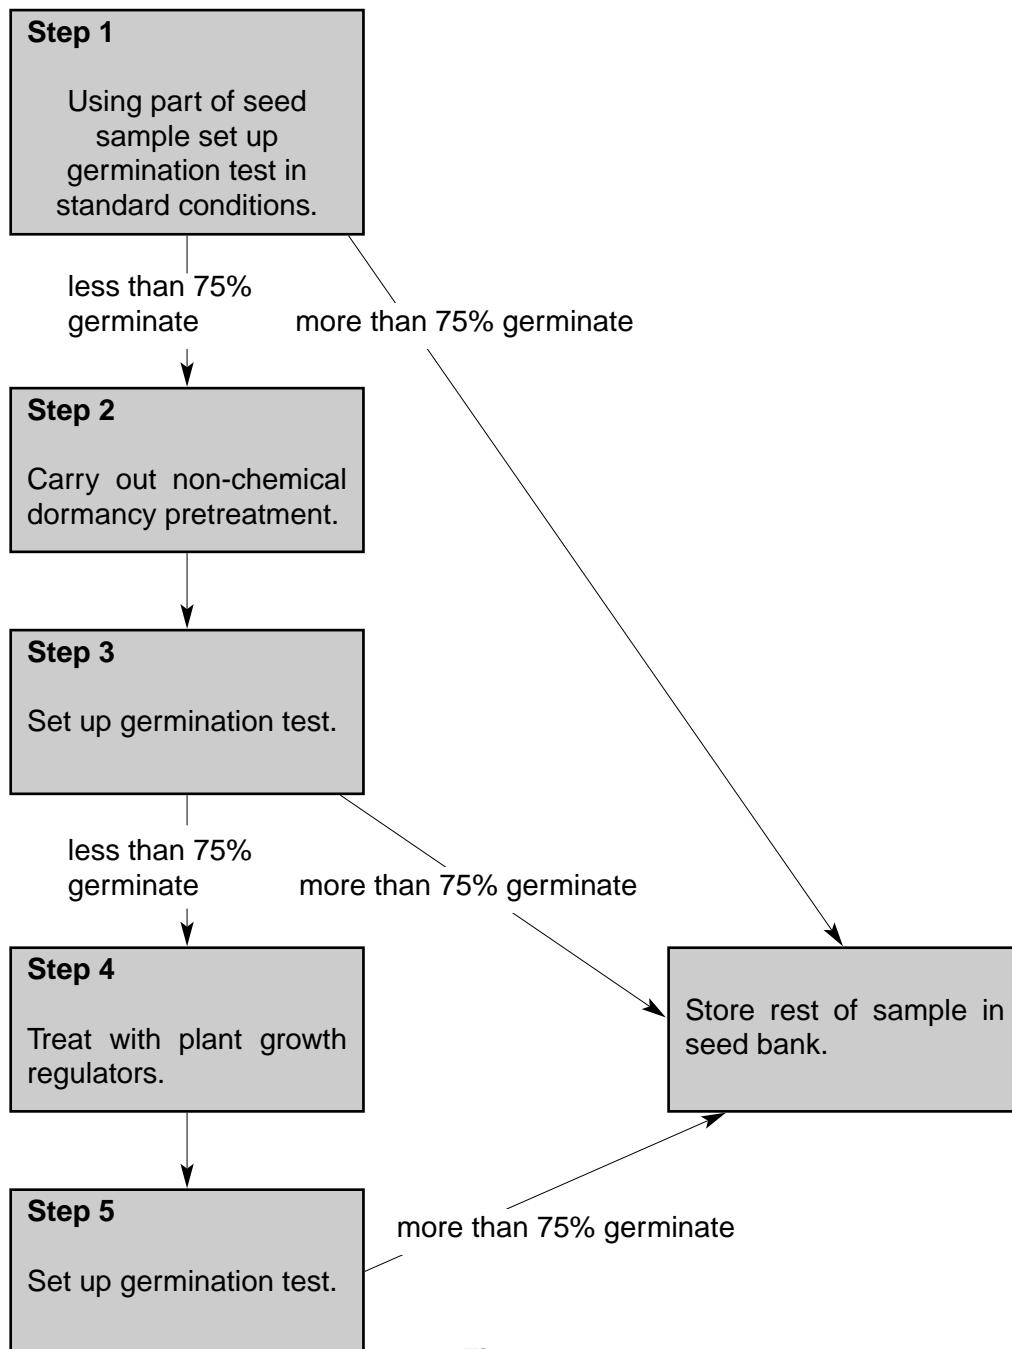 Step 1
Using part of seed
sample set up
germination test in
standard conditions.
less than 75%
germinate
more than 75% germinate
Step 2
Carry out non-chemical
dormancy pretreatment.
Step 3
Set up germination test.
less than 75%
germinate
more than 75% germinate
Step 4
Treat with plant growth
regulators.
Store rest of sample in
seed bank.
Step 5
Set up germination test.
more than 75% germinate